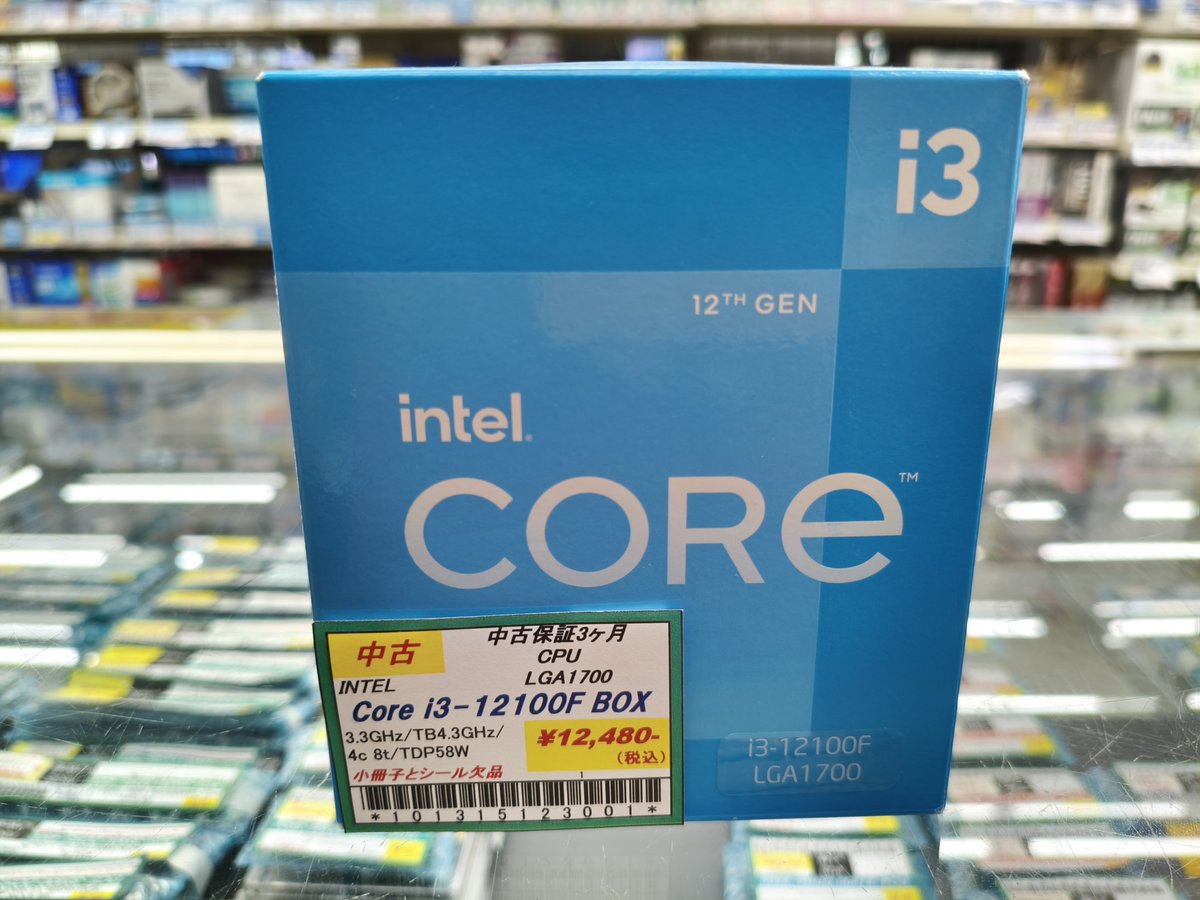 i3
12TH GEN
intel.
CORE™
i3-12100F
LGA1700
中古
中古保証3ヶ月
CPU
LGA1700
INTEL
Core i3-12100F BOX
3.3GHz/TB4.3GHz/
4c 8t/TDP58W
¥12,480-
(税込)
小冊子とシール欠品
1
*101315123001*